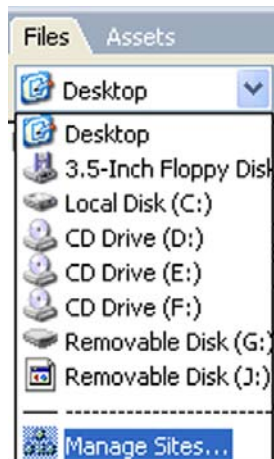 Files Assets
Desktop
Desktop
3.5-Inch Floppy Disk
Local Disk (C:)
CD Drive (D:)
CD Drive (E:)
CD Drive (F:)
Removable Disk (G:)
Removable Disk (J:)
Manage Sites...